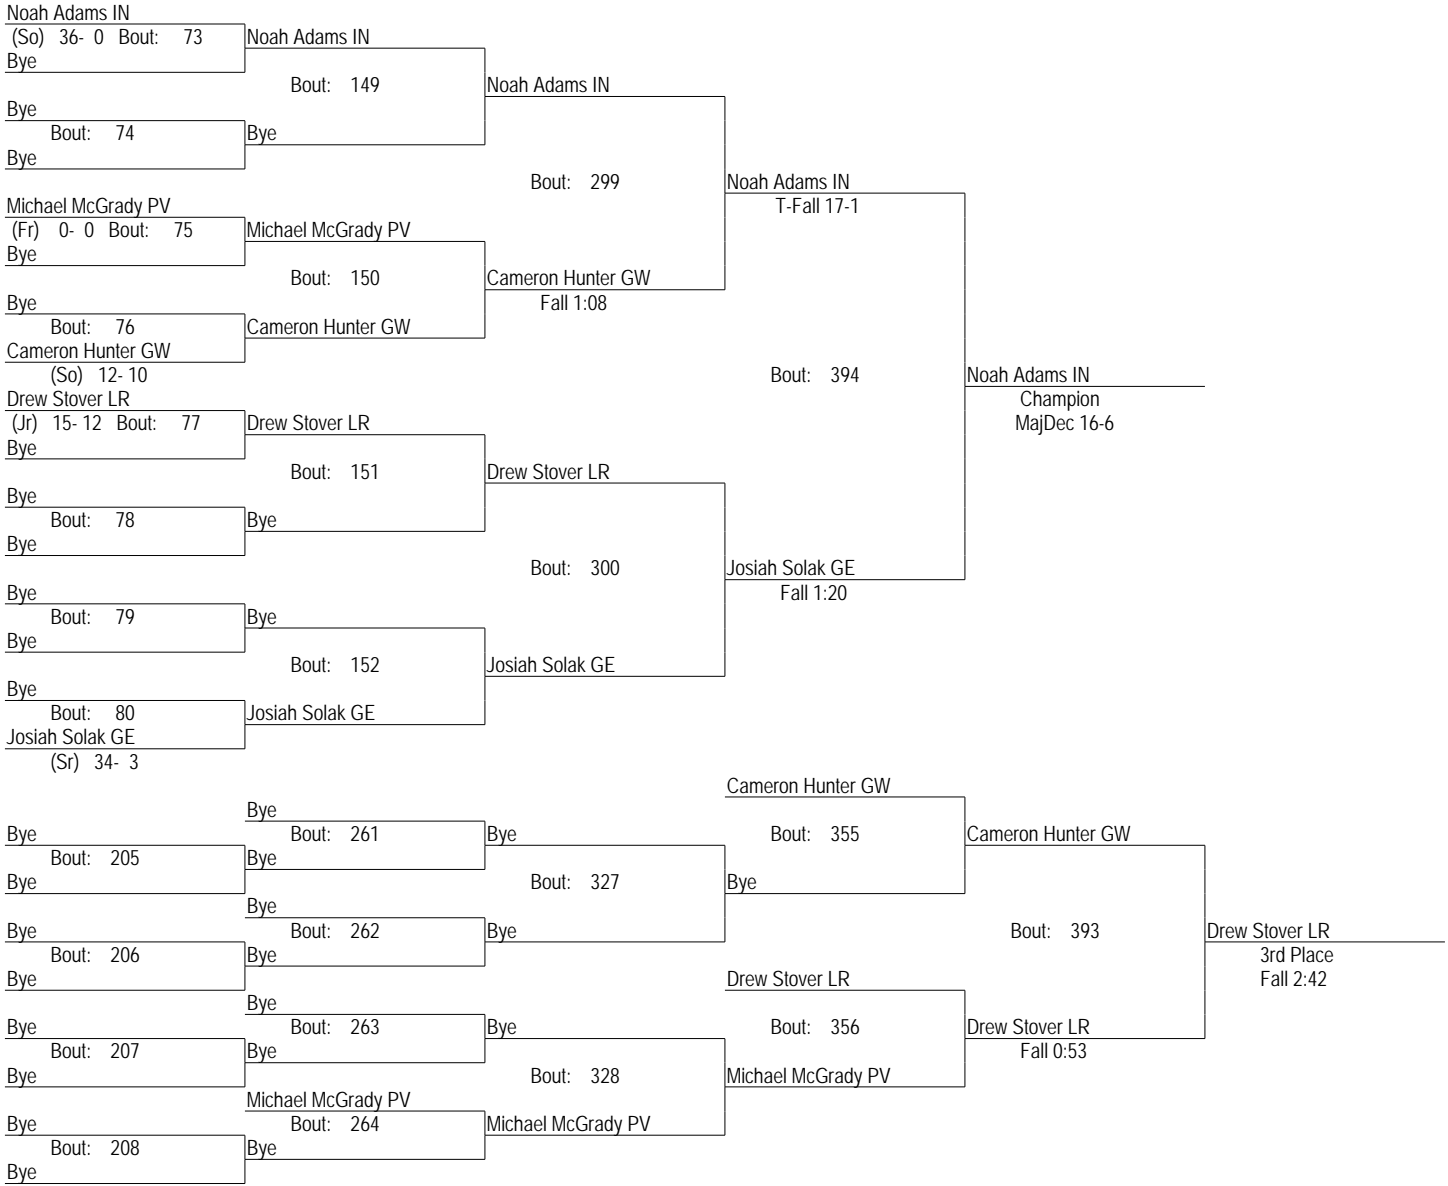 Noah Adams IN
(So) 36- 0 Bout: 73 Noah Adams IN
Bye
Bout: 149 Noah Adams IN
Bye
Bout: 74 Bye
Bye
Bout: 299 Noah Adams IN
T-Fall 17-1
Michael McGrady PV
(Fr) 0- 0 Bout: 75 Michael McGrady PV
Bye
Bout: 150 Cameron Hunter GW
Fall 1:08
Bye
Bout: 76 Cameron Hunter GW
Cameron Hunter GW
(So) 12- 10
Bout: 394 Noah Adams IN
Champion
MajDec 16-6
Drew Stover LR
(Jr) 15- 12 Bout: 77 Drew Stover LR
Bye
Bout: 151 Drew Stover LR
Bye
Bout: 78 Bye
Bye
Bout: 300 Josiah Solak GE
Fall 1:20
Bye
Bout: 79 Bye
Bye
Bout: 152 Josiah Solak GE
Bye
Bout: 80 Josiah Solak GE
Josiah Solak GE
(Sr) 34- 3
Cameron Hunter GW
Bye
Bye Bout: 261 Bye Bout: 355 Cameron Hunter GW
Bout: 205 Bye
Bye Bout: 327 Bye
Bye
Bye Bout: 262 Bye Bout: 393 Drew Stover LR
Bout: 206 Bye 3rd Place
Bye Drew Stover LR Fall 2:42
Bye
Bye Bout: 263 Bye Bout: 356 Drew Stover LR
Bout: 207 Bye Fall 0:53
Bye Bout: 328 Michael McGrady PV
Michael McGrady PV
Bye Bout: 264 Michael McGrady PV
Bout: 208 Bye
Bye